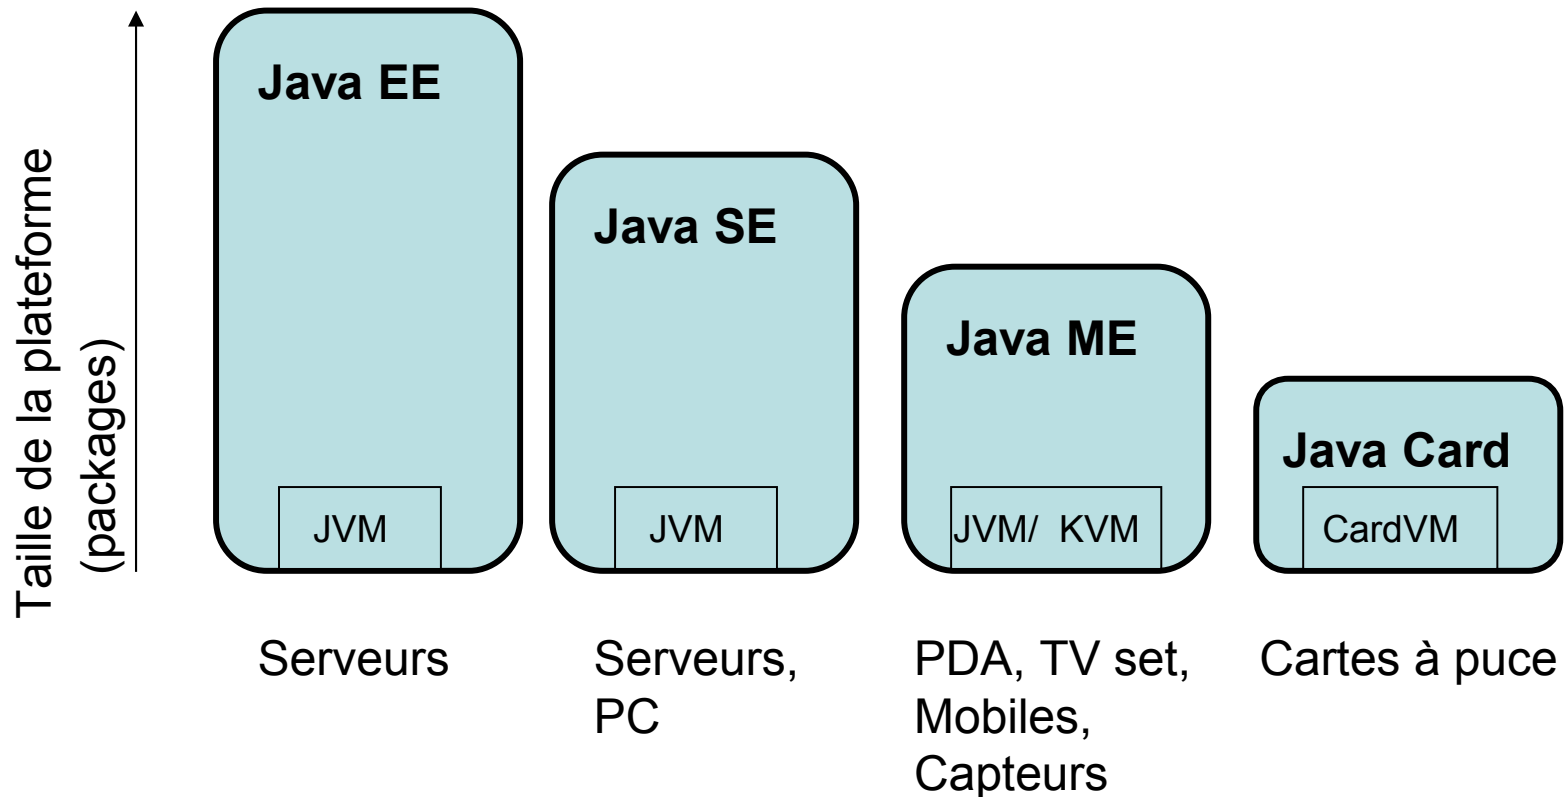 Taille de la plateforme
(packages)
Java EE
JVM
Serveurs
Java SE
JVM
Serveurs,
PC
Java ME
JVM/ KVM
PDA, TV set,
Mobiles,
Capteurs
Java Card
CardVM
Cartes à puce